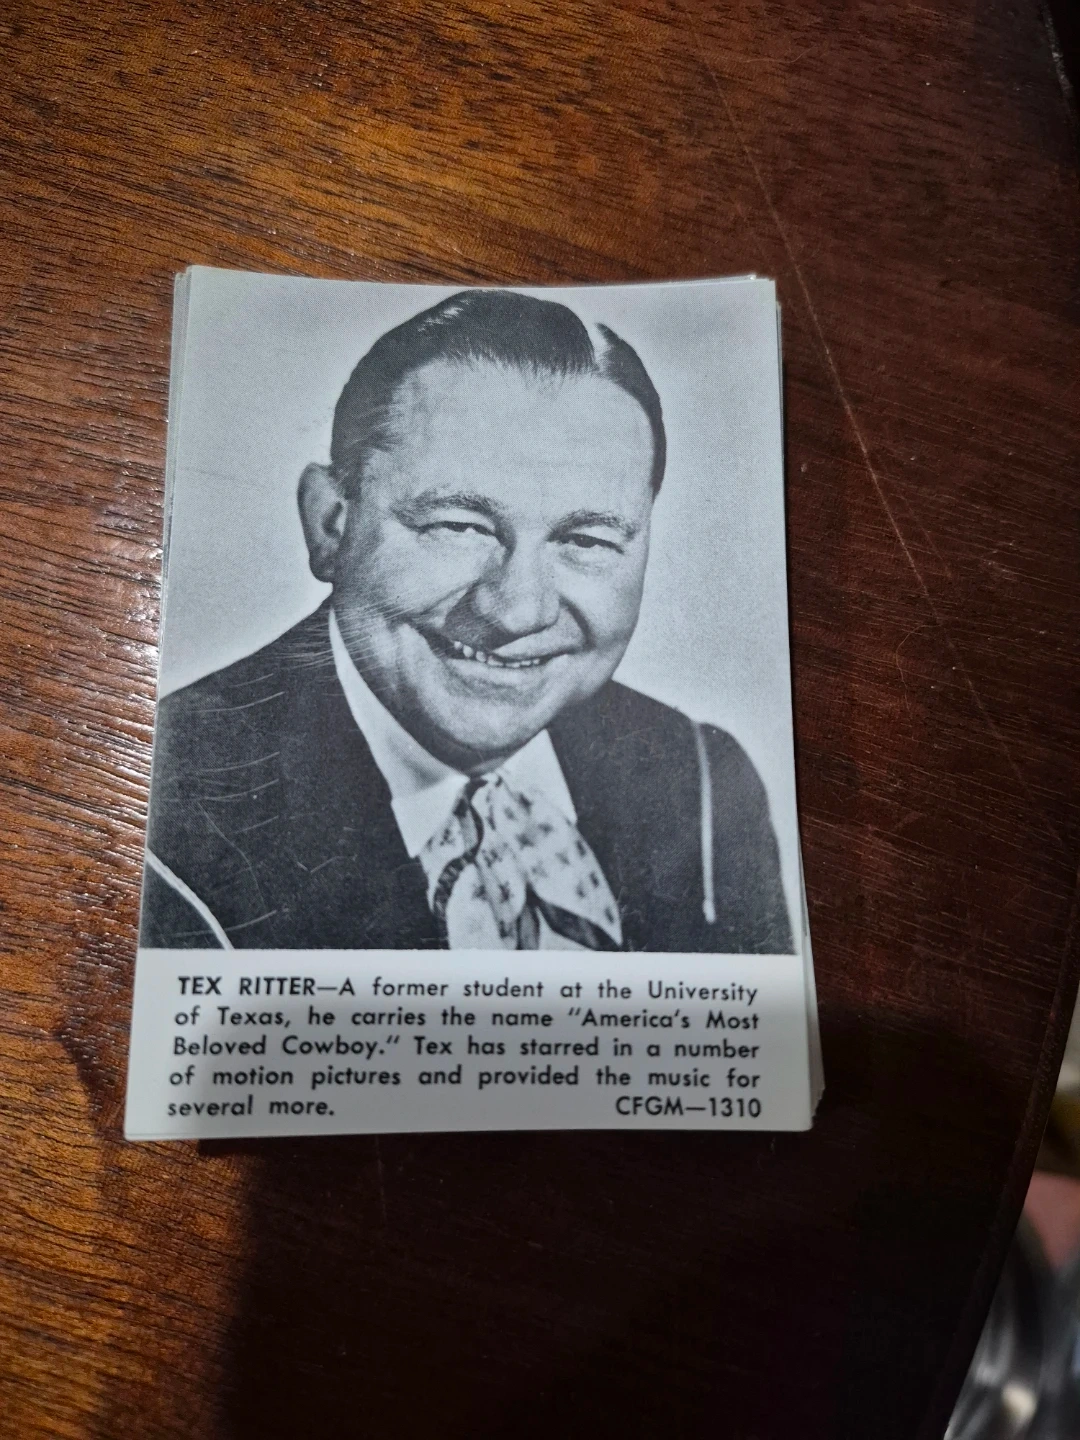 TEX RITTER—A former student at the University
of Texas, he carries the name "America's Most
Beloved Cowboy." Tex has starred in a number
of motion pictures and provided the music for
several more. CFGM—1310